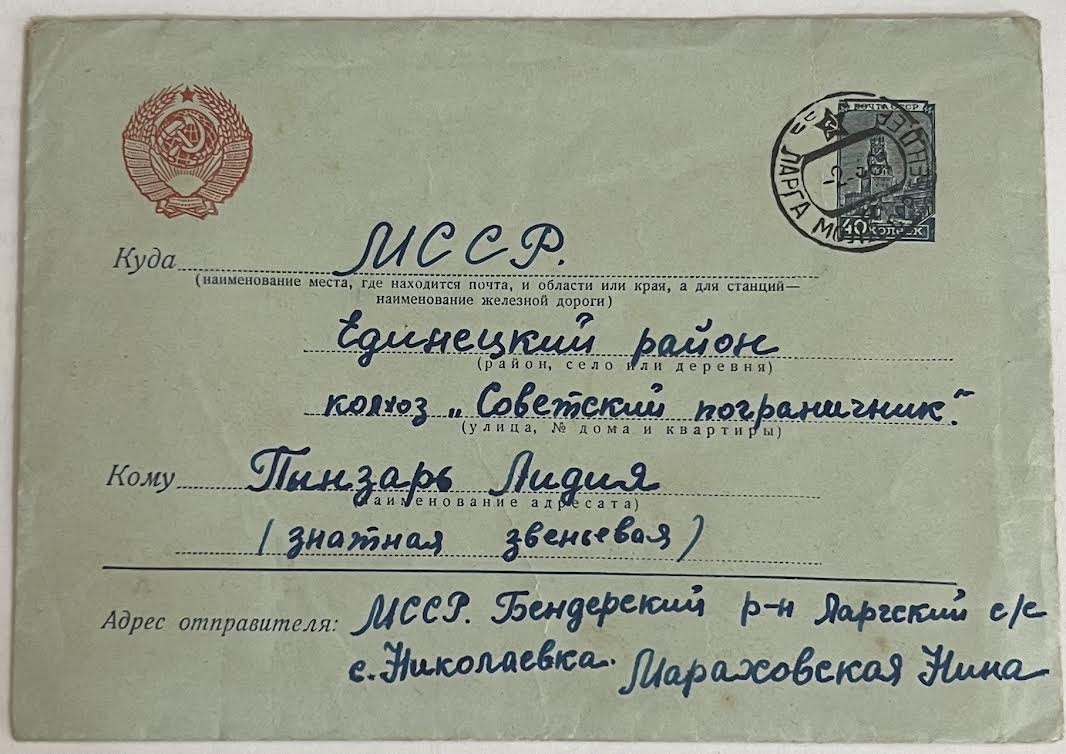 ПОЧТА СССР
ЛАРГА
40 КОПЕЕК
Куда МССР.
(наименование места, где находится почта, и области или края, а для станций—
наименование железной дороги)
Единецкий район
(район, село или деревня)
колхоз „Советский пограничник“.
(улица, № дома и квартиры)
Кому Пынзарь Лидия
(наименование адресата)
(знатная звеньевая)
Адрес отправителя: МССР. Бендерский р-н Ларгский с/с
с. Николаевка. Мараховская Нина